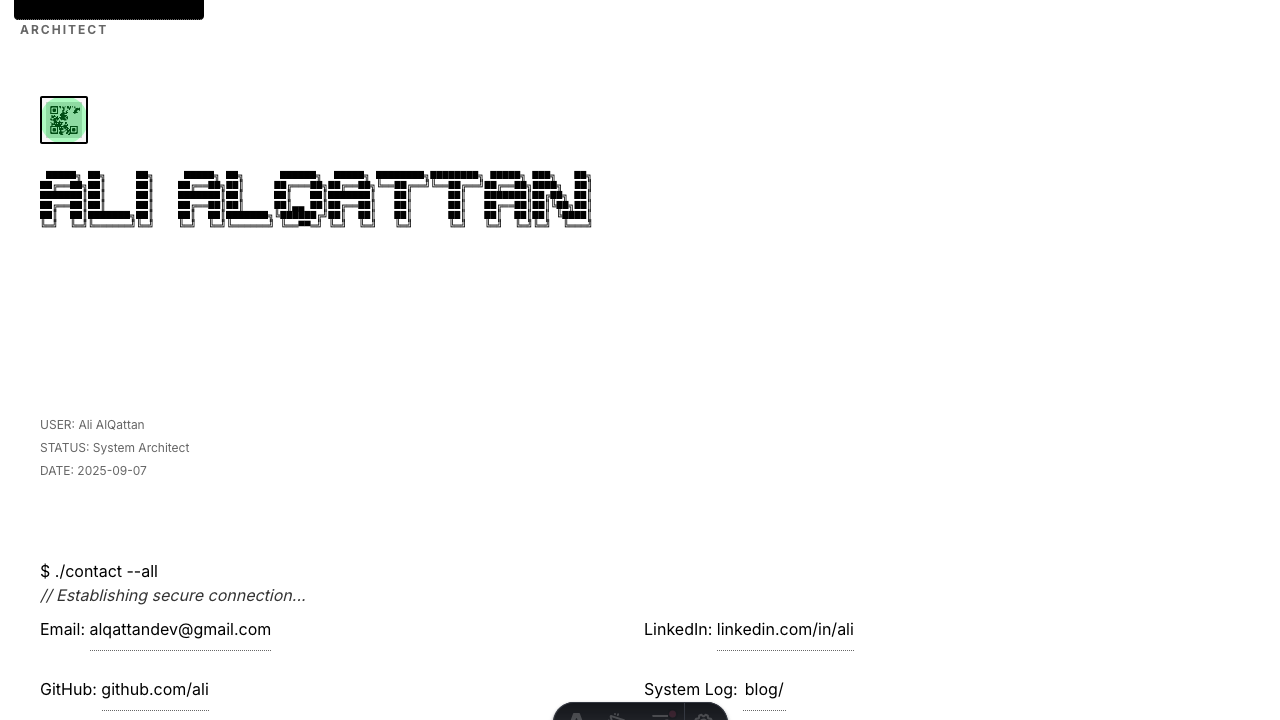 ARCHITECT
ALI ALQATTAN
USER: Ali AlQattan
STATUS: System Architect
DATE: 2025-09-07
$ ./contact --all
// Establishing secure connection...
Email: alqattandev@gmail.com
LinkedIn: linkedin.com/in/ali
GitHub: github.com/ali
System Log: blog/